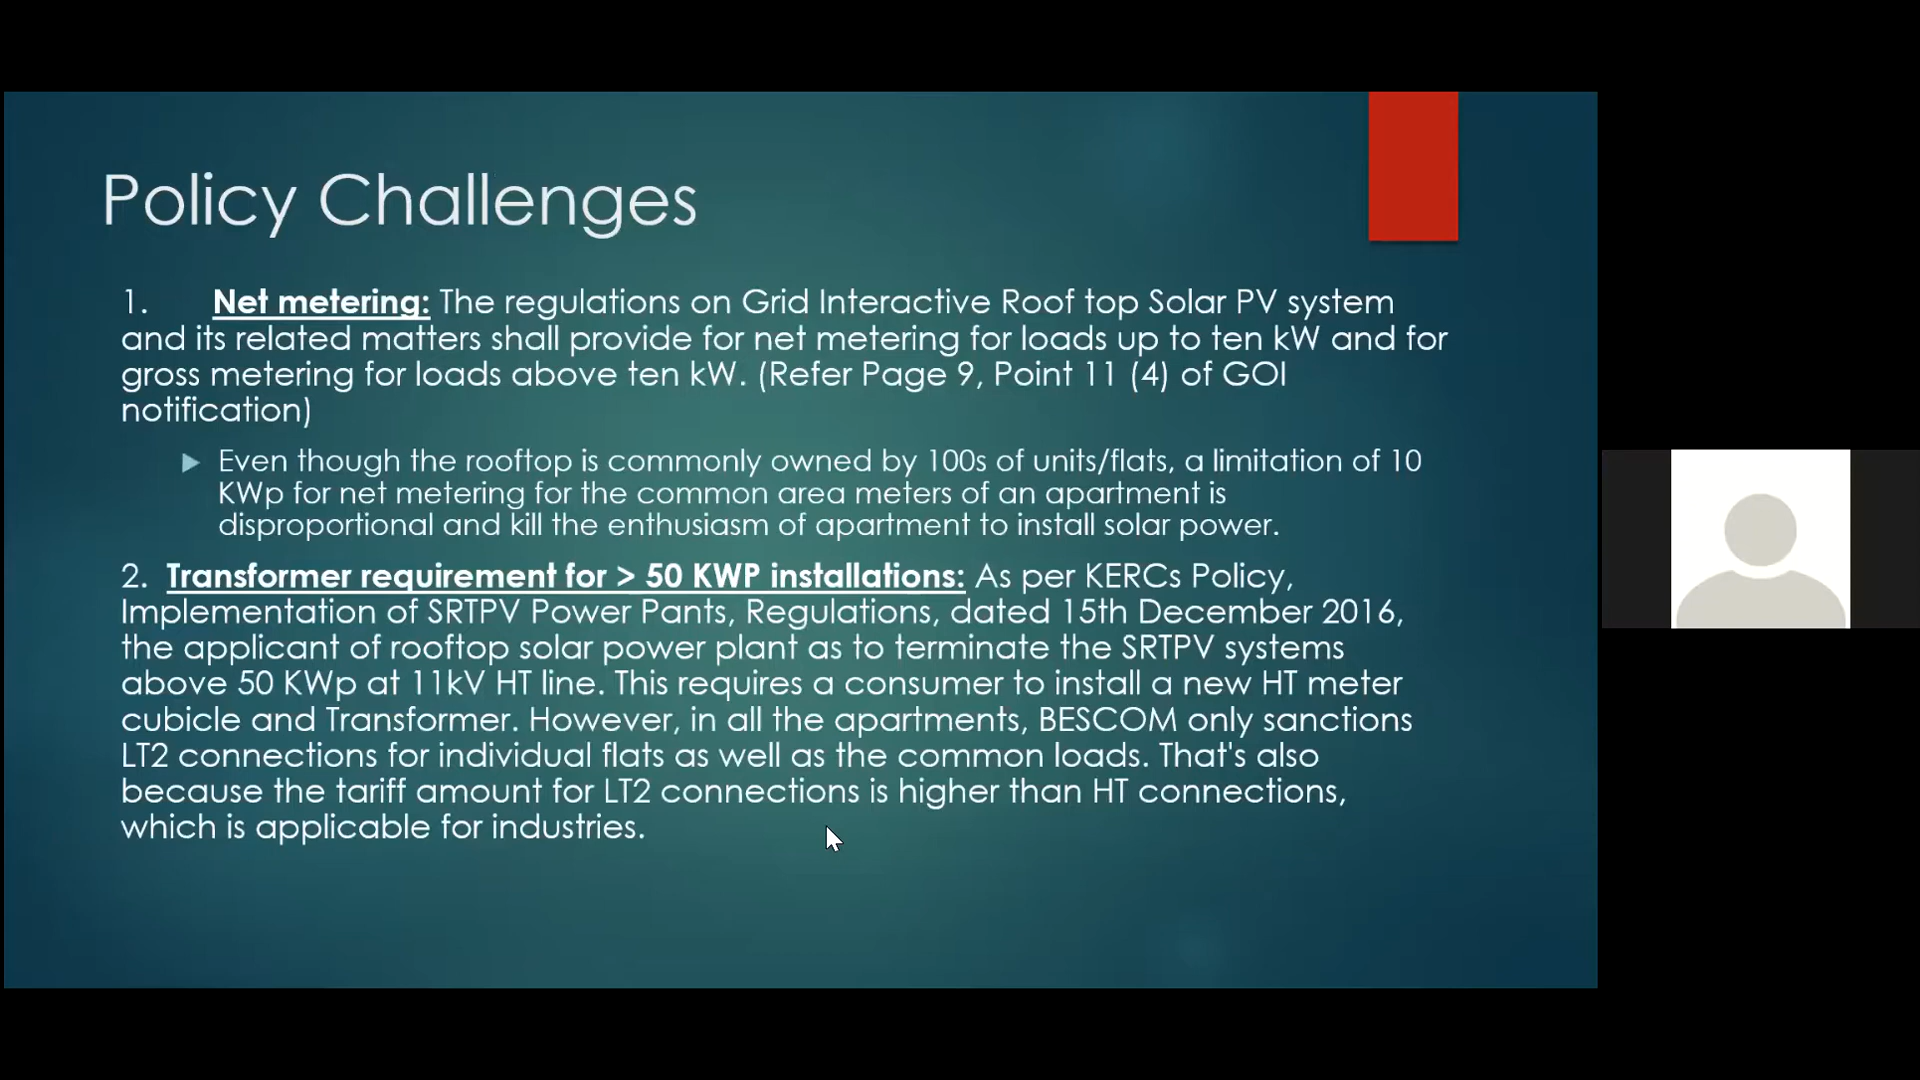 Policy Challenges
1. Net metering: The regulations on Grid Interactive Roof top Solar PV system
and its related matters shall provide for net metering for loads up to ten kW and for
gross metering for loads above ten kW. (Refer Page 9, Point 11 (4) of GOI
notification)
Even though the rooftop is commonly owned by 100s of units/flats, a limitation of 10
KWp for net metering for the common area meters of an apartment is
disproportional and kill the enthusiasm of apartment to install solar power.
2. Transformer requirement for > 50 KWP installations: As per KERCs Policy,
Implementation of SRTPV Power Pants, Regulations, dated 15th December 2016,
the applicant of rooftop solar power plant as to terminate the SRTPV systems
above 50 KWp at 11kV HT line. This requires a consumer to install a new HT meter
cubicle and Transformer. However, in all the apartments, BESCOM only sanctions
LT2 connections for individual flats as well as the common loads. That's also
because the tariff amount for LT2 connections is higher than HT connections,
which is applicable for industries.